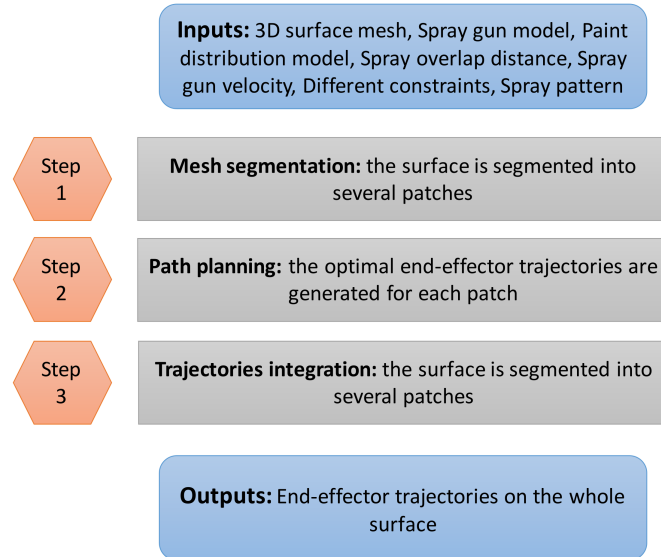 Inputs: 3D surface mesh, Spray gun model, Paint
distribution model, Spray overlap distance, Spray
gun velocity, Different constraints, Spray pattern
Step
1
Mesh segmentation: the surface is segmented into
several patches
Step
2
Path planning: the optimal end-effector trajectories are
generated for each patch
Step
3
Trajectories integration: the surface is segmented into
several patches
Outputs: End-effector trajectories on the whole
surface